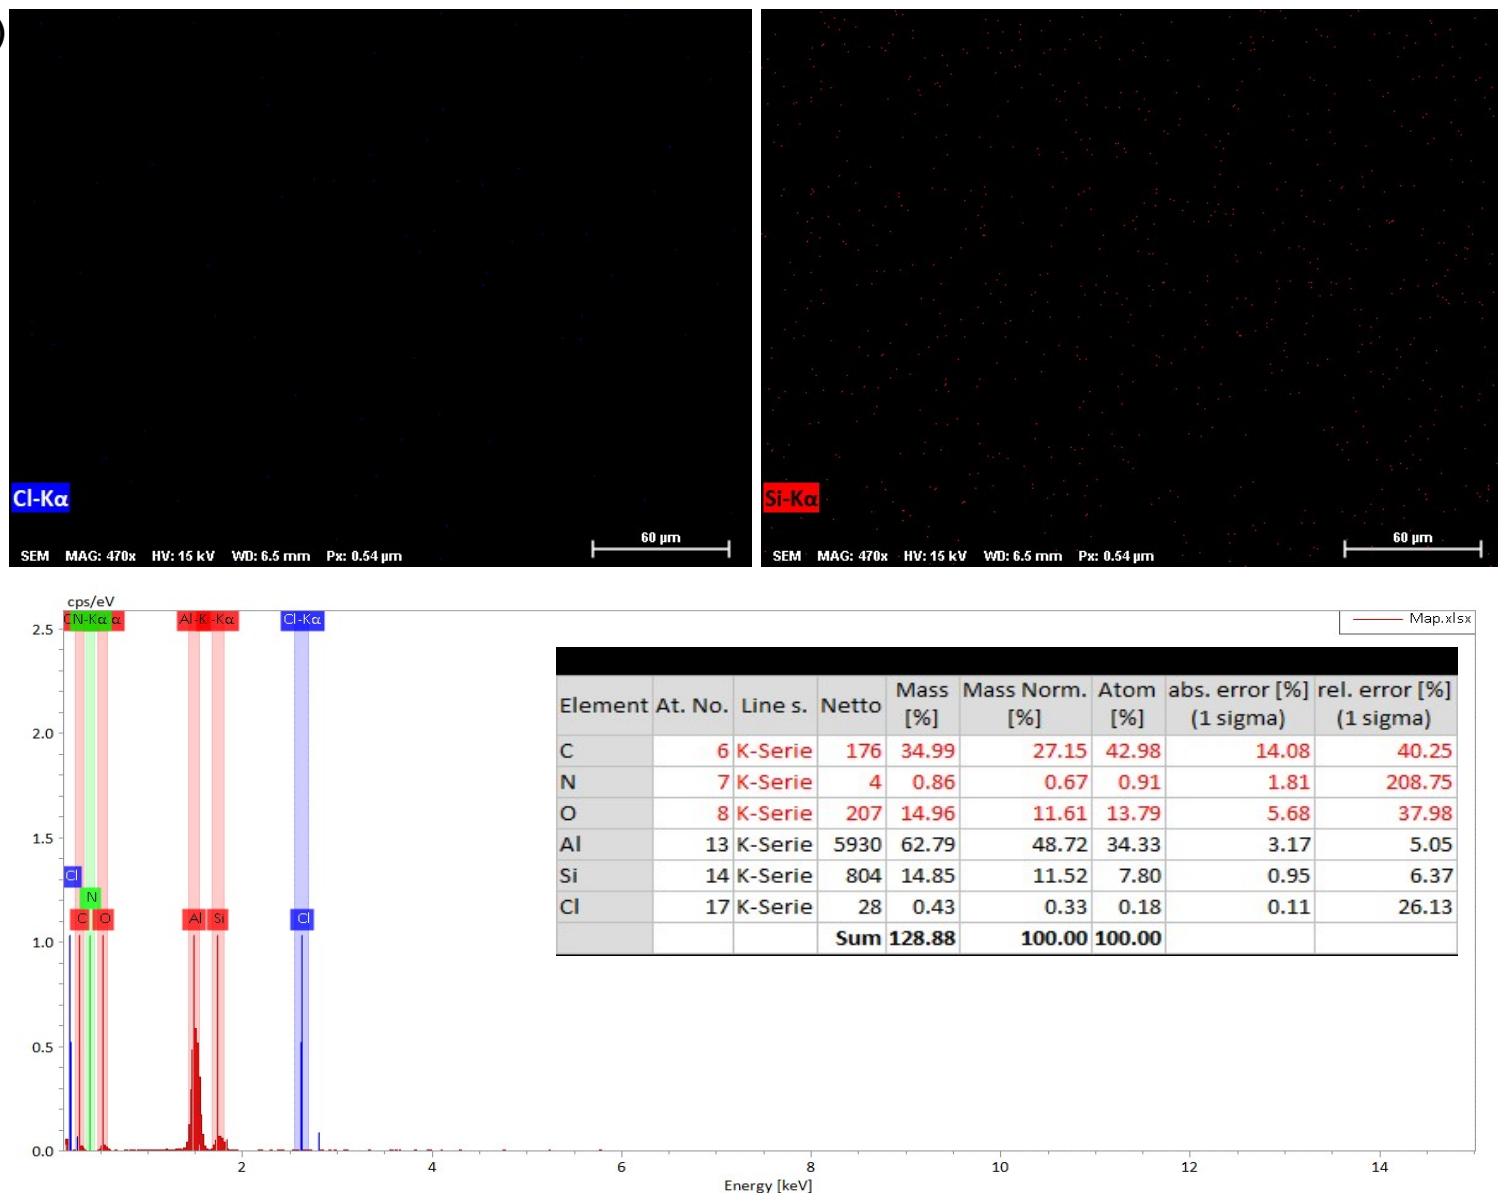 )
Cl-Kα
SEM MAG: 470x HV: 15 kV WD: 6.5 mm Px: 0.54 µm
60 µm
Si-Kα
SEM MAG: 470x HV: 15 kV WD: 6.5 mm Px: 0.54 µm
60 µm
cps/eV
C N-Kα α Al-K -Kα Cl-Kα
Map.xlsx
2.5
2.0
1.5
1.0
0.5
0.0
Cl
N
C O Al Si Cl
2 4 6 8 10 12 14
Energy [keV]
Element At. No. Line s. Netto Mass [%] Mass Norm. [%] Atom [%] abs. error [%] (1 sigma) rel. error [%] (1 sigma)
C 6 K-Serie 176 34.99 27.15 42.98 14.08 40.25
N 7 K-Serie 4 0.86 0.67 0.91 1.81 208.75
O 8 K-Serie 207 14.96 11.61 13.79 5.68 37.98
Al 13 K-Serie 5930 62.79 48.72 34.33 3.17 5.05
Si 14 K-Serie 804 14.85 11.52 7.80 0.95 6.37
Cl 17 K-Serie 28 0.43 0.33 0.18 0.11 26.13
Sum 128.88 100.00 100.00